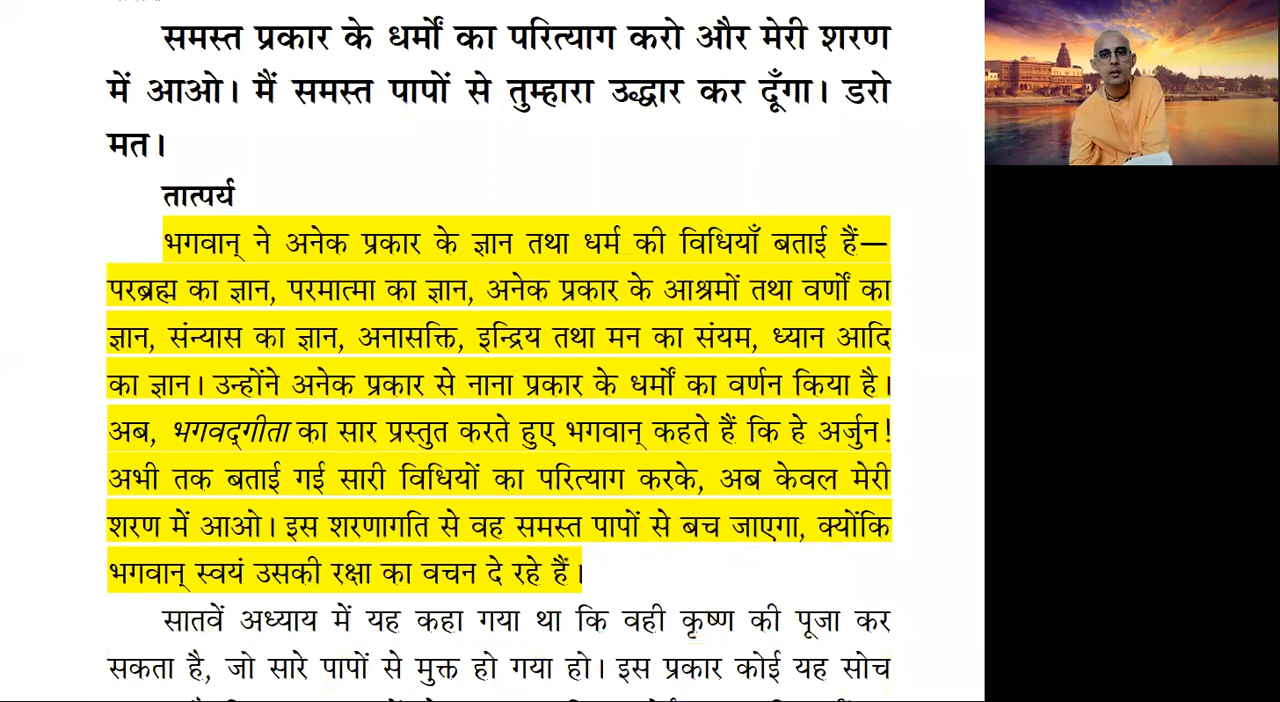 समस्त प्रकार के धर्मों का परित्याग करो और मेरी शरण
में आओ। मैं समस्त पापों से तुम्हारा उद्धार कर दूँगा। डरो
मत।
तात्पर्य
भगवान् ने अनेक प्रकार के ज्ञान तथा धर्म की विधियाँ बताई हैं—
परब्रह्म का ज्ञान, परमात्मा का ज्ञान, अनेक प्रकार के आश्रमों तथा वर्णों का
ज्ञान, संन्यास का ज्ञान, अनासक्ति, इन्द्रिय तथा मन का संयम, ध्यान आदि
का ज्ञान। उन्होंने अनेक प्रकार से नाना प्रकार के धर्मों का वर्णन किया है।
अब, भगवद्‌गीता का सार प्रस्तुत करते हुए भगवान् कहते हैं कि हे अर्जुन!
अभी तक बताई गई सारी विधियों का परित्याग करके, अब केवल मेरी
शरण में आओ। इस शरणागति से वह समस्त पापों से बच जाएगा, क्योंकि
भगवान् स्वयं उसकी रक्षा का वचन दे रहे हैं।
सातवें अध्याय में यह कहा गया था कि वही कृष्ण की पूजा कर
सकता है, जो सारे पापों से मुक्त हो गया हो। इस प्रकार कोई यह सोच